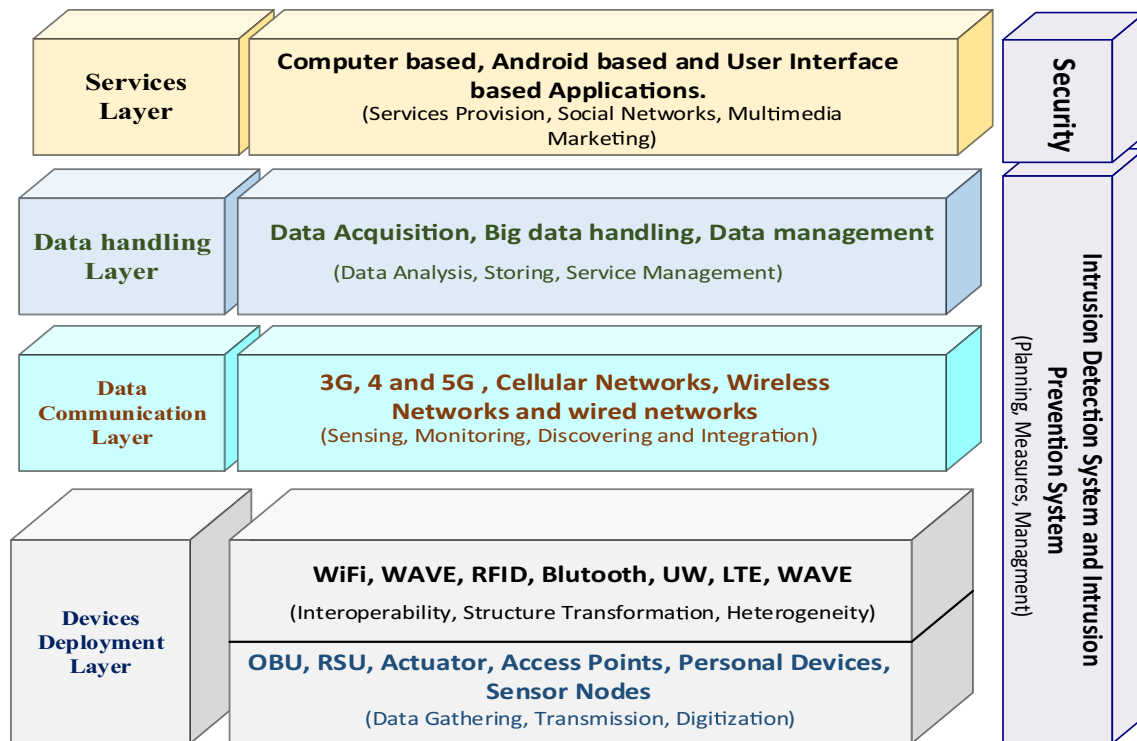 Services
Layer
Computer based, Android based and User Interface
based Applications.
(Services Provision, Social Networks, Multimedia
Marketing)
Data handling
Layer
Data Acquisition, Big data handling, Data management
(Data Analysis, Storing, Service Management)
Data
Communication
Layer
3G, 4 and 5G , Cellular Networks, Wireless
Networks and wired networks
(Sensing, Monitoring, Discovering and Integration)
Devices
Deployment
Layer
WiFi, WAVE, RFID, Blutooth, UW, LTE, WAVE
(Interoperability, Structure Transformation, Heterogeneity)
OBU, RSU, Actuator, Access Points, Personal Devices,
Sensor Nodes
(Data Gathering, Transmission, Digitization)
Security
Intrusion Detection System and Intrusion
Prevention System
(Planning, Measures, Managment)